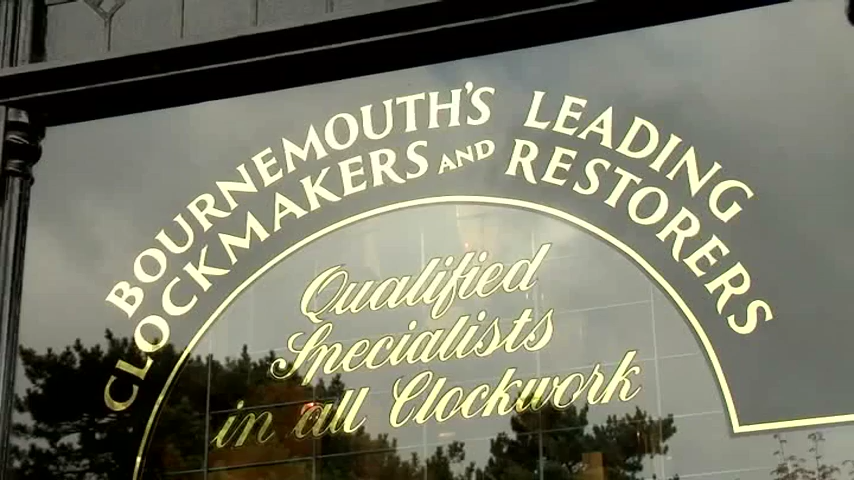 BOURNEMOUTH'S LEADING
CLOCKMAKERS AND RESTORERS
Qualified
Specialists
in all Clockwork